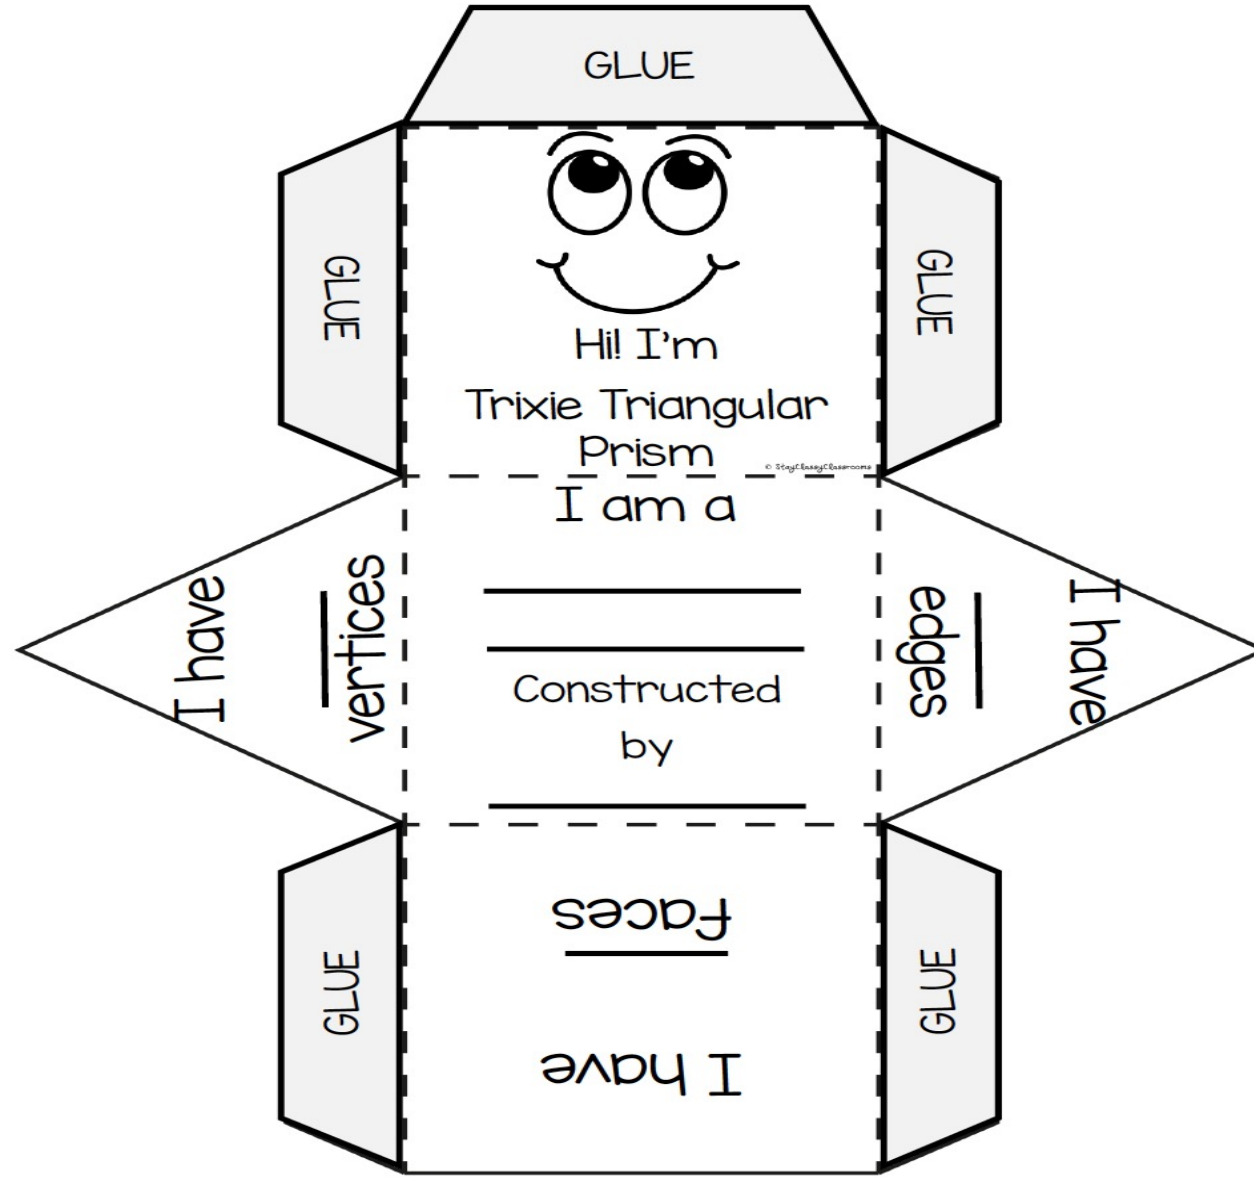 GLUE
GLUE
GLUE
Hi! I'm
Trixie Triangular
Prism
© StayClassyClassrooms
I am a
Constructed
by
I have
vertices
I have
edges
I have
faces
GLUE
GLUE